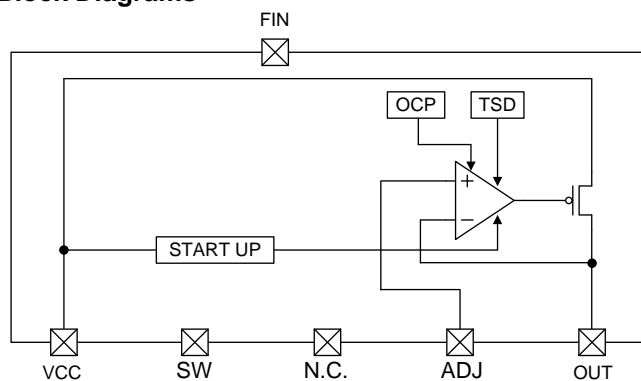 Block Diagrams
FIN
OCP TSD
+
−
START UP
VCC SW N.C. ADJ OUT